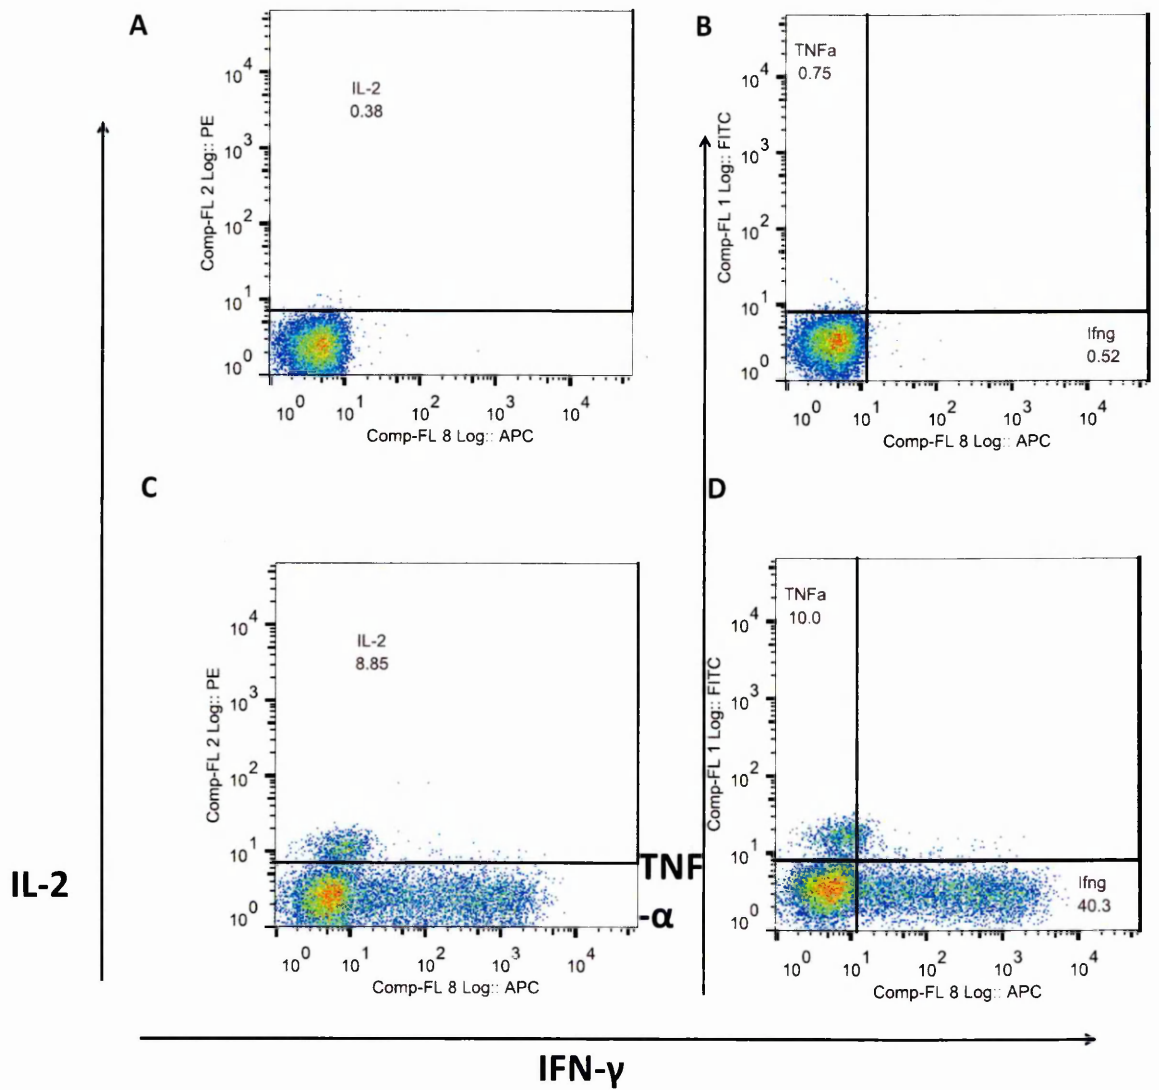 A
IL-2
0.38
10^4
10^3
10^2
10^1
10^0
Comp-FL 2 Log:: PE
10^0 10^1 10^2 10^3 10^4
Comp-FL 8 Log:: APC
B
TNFa
0.75
10^4
10^3
10^2
10^1
10^0
Comp-FL 1 Log:: FITC
Ifng
0.52
10^0 10^1 10^2 10^3 10^4
Comp-FL 8 Log:: APC
C
IL-2
8.85
10^4
10^3
10^2
10^1
10^0
Comp-FL 2 Log:: PE
10^0 10^1 10^2 10^3 10^4
Comp-FL 8 Log:: APC
D
TNFa
10.0
10^4
10^3
10^2
10^1
10^0
Comp-FL 1 Log:: FITC
Ifng
40.3
10^0 10^1 10^2 10^3 10^4
Comp-FL 8 Log:: APC
IL-2
TNF
-α
IFN-γ